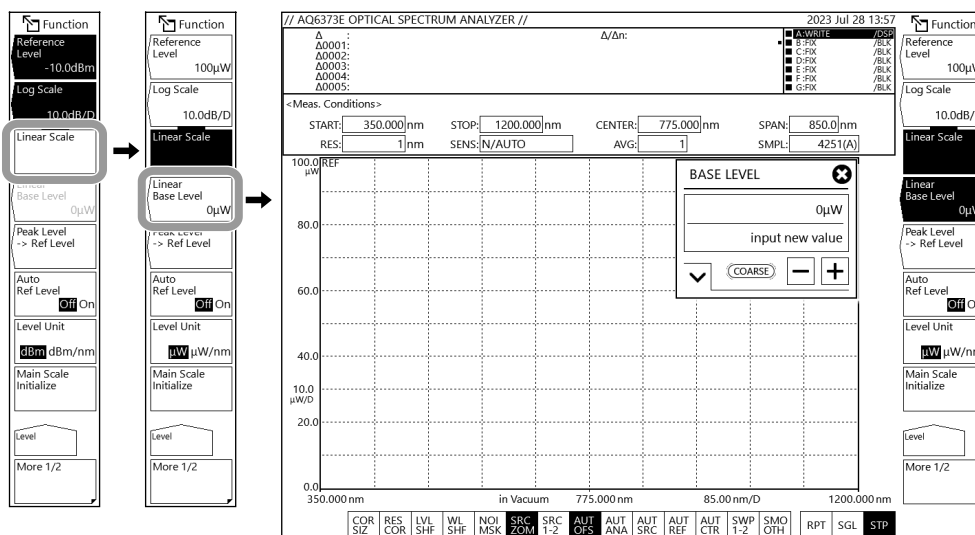 Function
Reference
Level
-10.0dBm
Log Scale
10.0dB/D
Linear Scale
Linear
Base Level
0µW
Peak Level
-> Ref Level
Auto
Ref Level
Off On
Level Unit
dBm dBm/nm
Main Scale
Initialize
Level
More 1/2
Function
Reference
Level
100µW
Log Scale
10.0dB/D
Linear Scale
Linear
Base Level
0µW
Peak Level
-> Ref Level
Auto
Ref Level
Off On
Level Unit
µW µW/nm
Main Scale
Initialize
Level
More 1/2
// AQ6373E OPTICAL SPECTRUM ANALYZER // 2023 Jul 28 13:57
Δ :
Δ0001:
Δ0002:
Δ0003:
Δ0004:
Δ0005:
Δ/Δn:
A:WRITE /DSP
B:FIX /BLK
C:FIX /BLK
D:FIX /BLK
E:FIX /BLK
F:FIX /BLK
G:FIX /BLK
<Meas. Conditions>
START: 350.000 nm STOP: 1200.000 nm CENTER: 775.000 nm SPAN: 850.0 nm
RES: 1 nm SENS: N/AUTO AVG: 1 SMPL: 4251(A)
100.0 REF
µW
80.0
60.0
40.0
10.0
µW/D
20.0
0.0
BASE LEVEL
0µW
input new value
COARSE
350.000 nm in Vacuum 775.000 nm 85.00 nm/D 1200.000 nm
COR SIZ
RES COR
LVL SHF
WL SHF
NOI MSK
SRC ZOM
SRC 1-2
AUT OFS
AUT ANA
AUT SRC
AUT REF
AUT CTR
SWP 1-2
SMO OTH
RPT
SGL
STP
Function
Reference
Level
100µW
Log Scale
10.0dB/
Linear Scale
Linear
Base Level
0µW
Peak Level
-> Ref Level
Auto
Ref Level
Off O
Level Unit
µW µW/nm
Main Scale
Initialize
Level
More 1/2